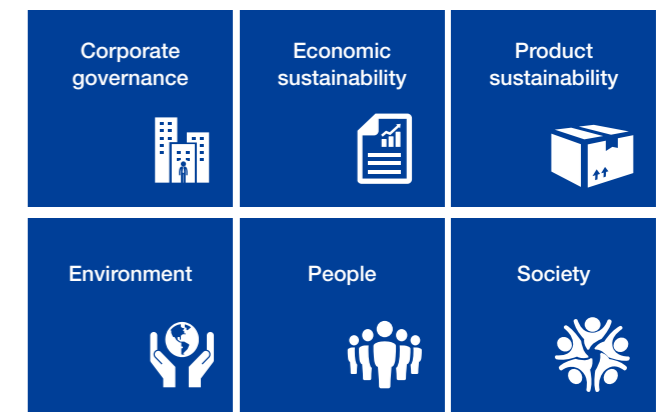 Corporate
governance
Economic
sustainability
Product
sustainability
Environment
People
Society